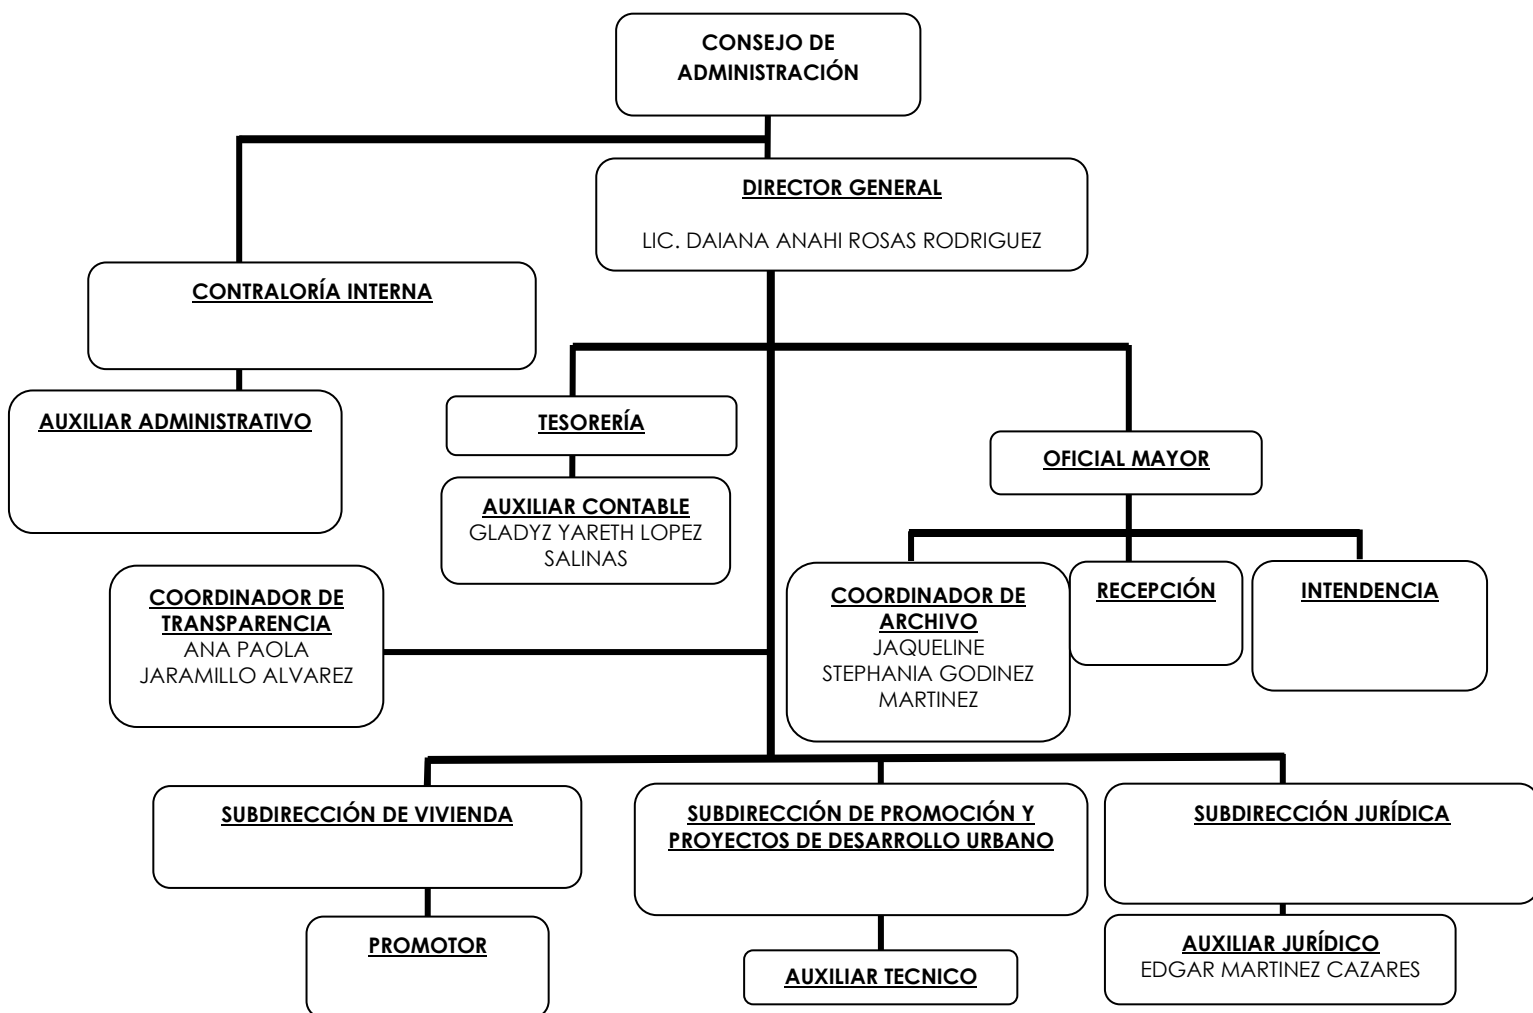 CONSEJO DE
ADMINISTRACIÓN
DIRECTOR GENERAL
LIC. DAIANA ANAHI ROSAS RODRIGUEZ
CONTRALORÍA INTERNA
AUXILIAR ADMINISTRATIVO
TESORERÍA
OFICIAL MAYOR
AUXILIAR CONTABLE
GLADYZ YARETH LOPEZ
SALINAS
COORDINADOR DE
TRANSPARENCIA
ANA PAOLA
JARAMILLO ALVAREZ
COORDINADOR DE
ARCHIVO
JAQUELINE
STEPHANIA GODINEZ
MARTINEZ
RECEPCIÓN
INTENDENCIA
SUBDIRECCIÓN DE VIVIENDA
SUBDIRECCIÓN DE PROMOCIÓN Y
PROYECTOS DE DESARROLLO URBANO
SUBDIRECCIÓN JURÍDICA
PROMOTOR
AUXILIAR TECNICO
AUXILIAR JURÍDICO
EDGAR MARTINEZ CAZARES